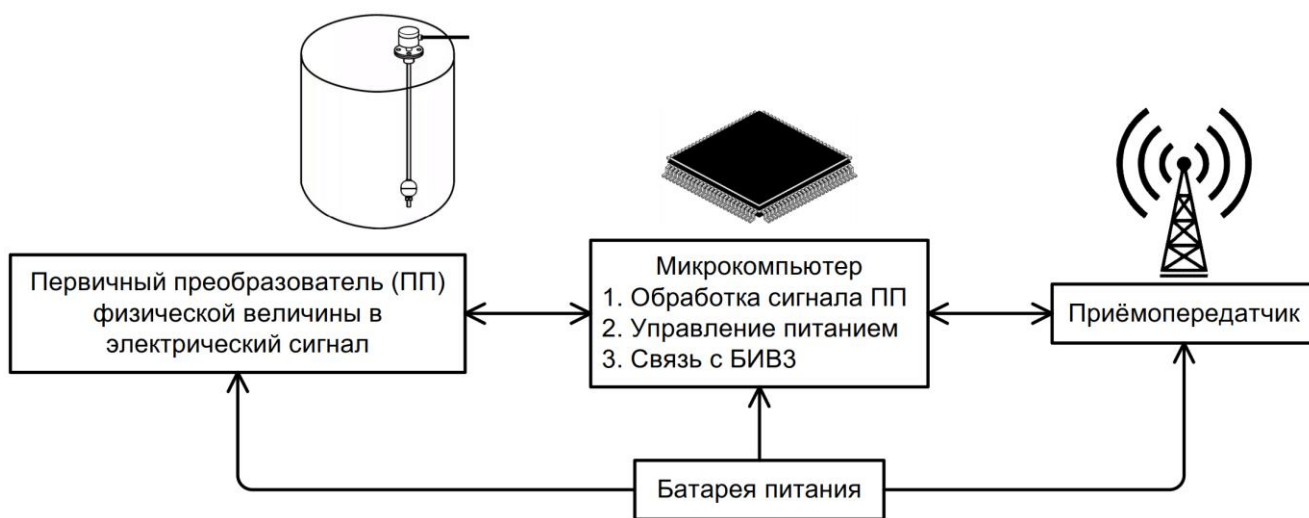 Первичный преобразователь (ПП)
физической величины в
электрический сигнал
Микрокомпьютер
1. Обработка сигнала ПП
2. Управление питанием
3. Связь с БИВ3
Приёмопередатчик
Батарея питания